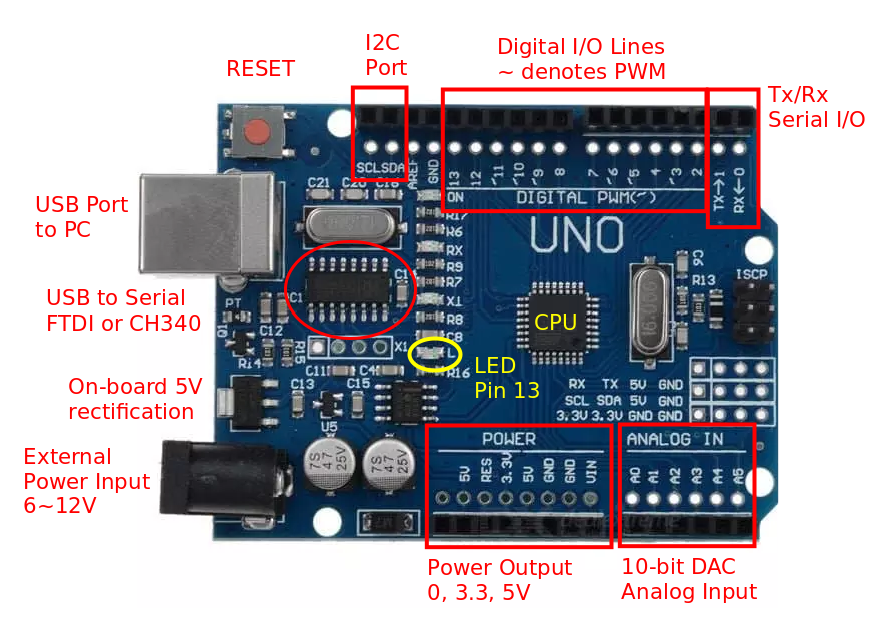 I2C
Port
Digital I/O Lines
~ denotes PWM
RESET
Tx/Rx
Serial I/O
SCL SDA
AREF
GND
13
12
~11
~10
~9
8
7
~6
~5
4
~3
2
TX→1
RX←0
DIGITAL PWM(~)
USB Port
to PC
C21
C20
ON
R17
R6
RX
R9
R7
TX
R8
C8
L
R16
UNO
C6
R13
ISCP
USB to Serial
FTDI or CH340
PT
Q1
C12
R14
R15
X1
CPU
LED
Pin 13
On-board 5V
rectification
C11
C4
C13
C15
U5
RX TX 5V GND
SCL SDA 5V GND
3.3V 3.3V GND GND
External
Power Input
6~12V
7S
47
25V
7S
47
25V
POWER
5V
RES
3.3V
5V
GND
GND
VIN
ANALOG IN
A0
A1
A2
A3
A4
A5
Power Output
0, 3.3, 5V
10-bit DAC
Analog Input